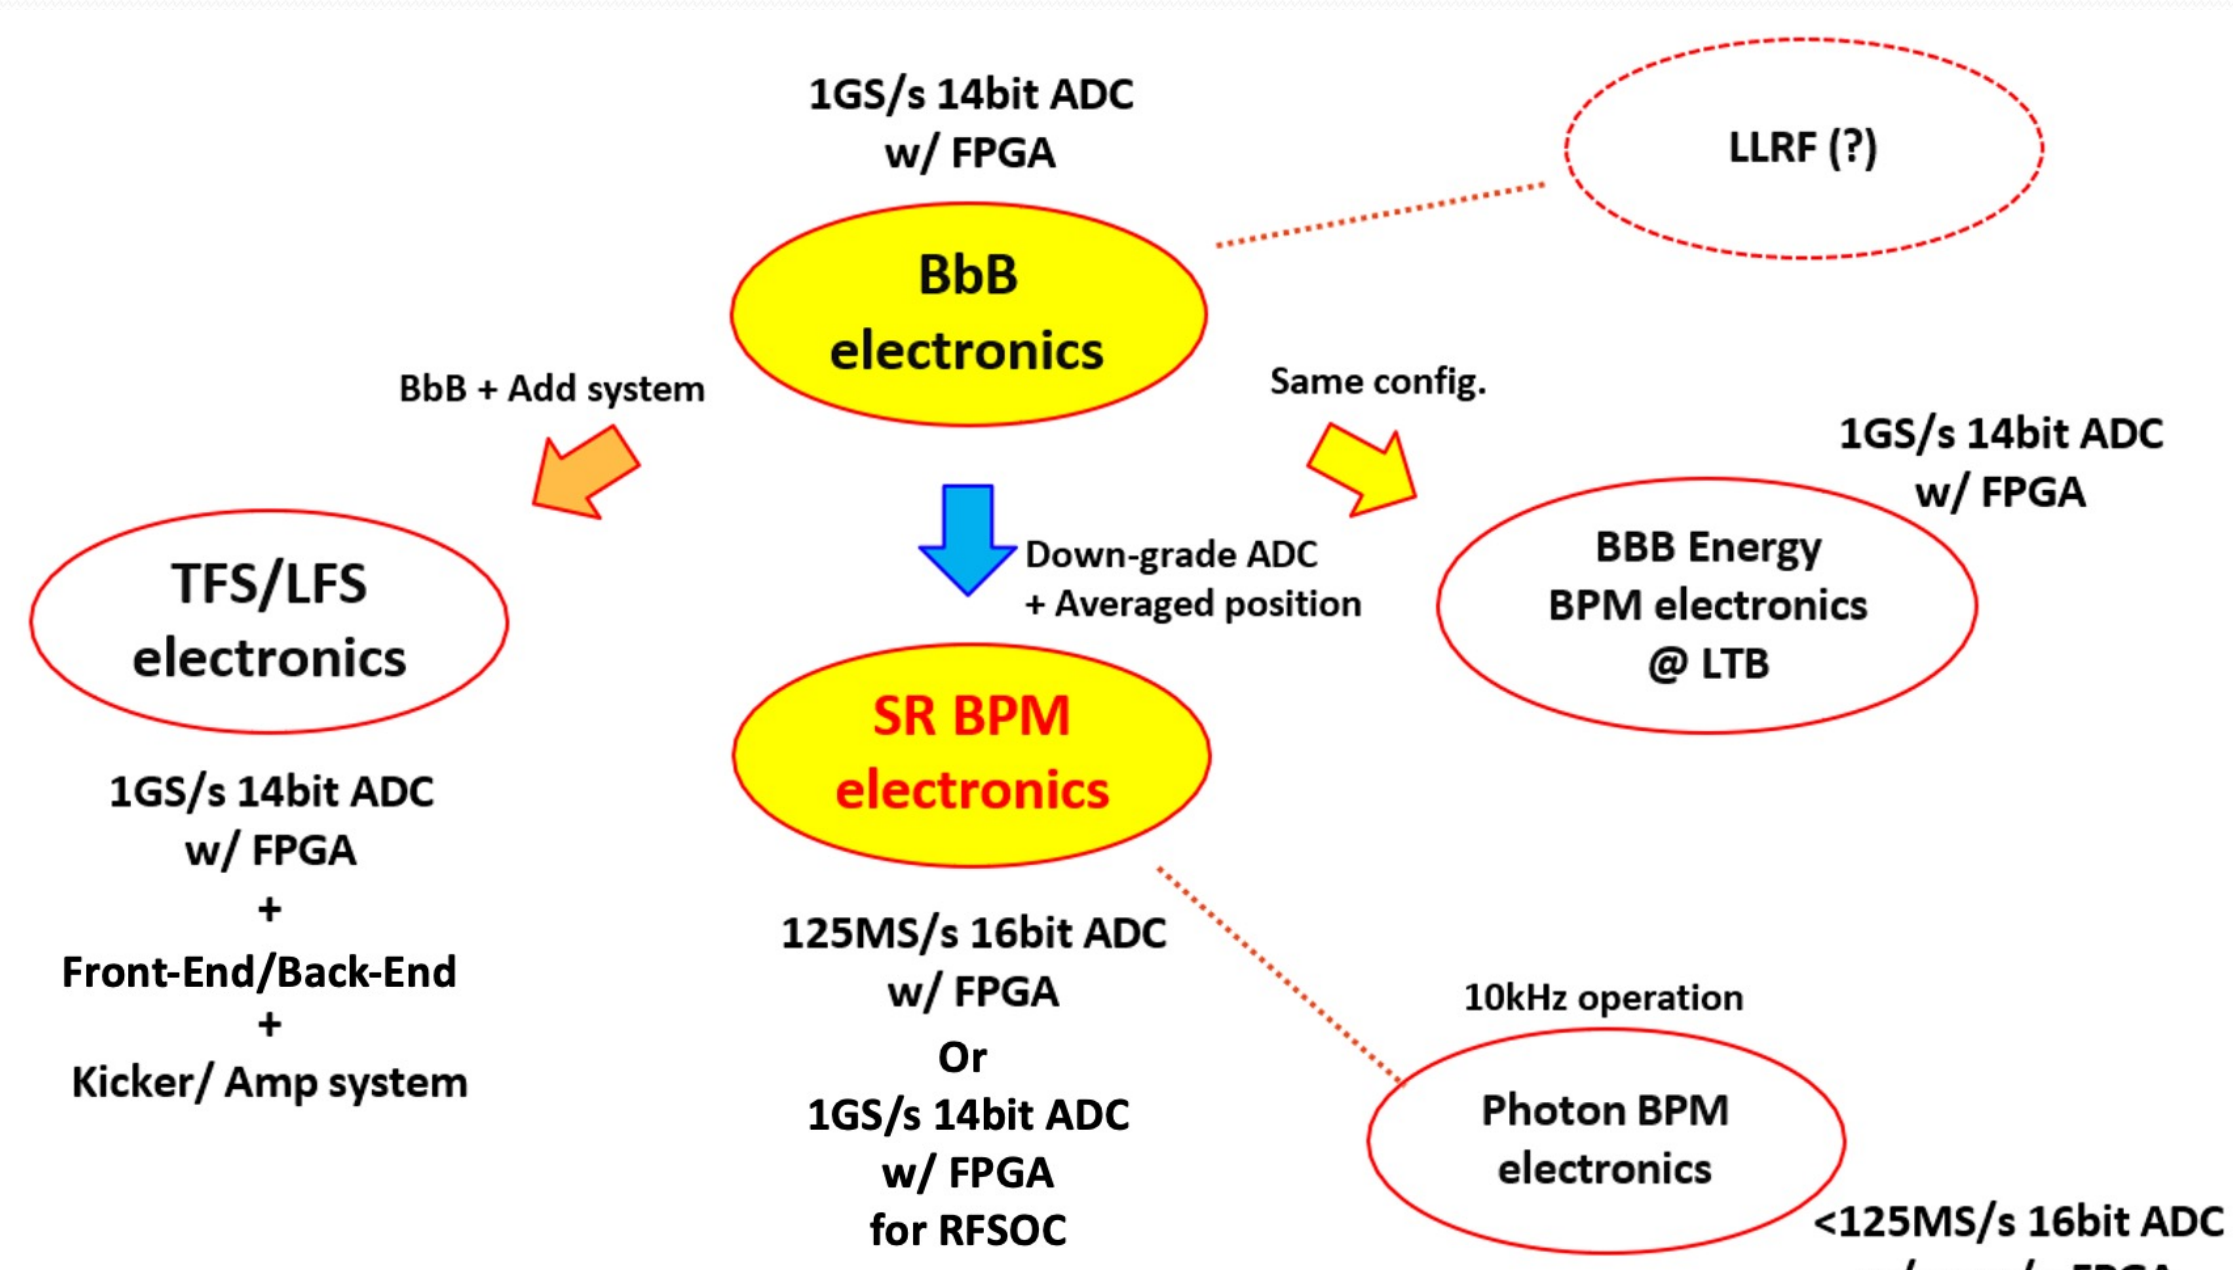 1GS/s 14bit ADC
w/ FPGA
LLRF (?)
BbB
electronics
BbB + Add system
Same config.
1GS/s 14bit ADC
w/ FPGA
TFS/LFS
electronics
Down-grade ADC
+ Averaged position
BBB Energy
BPM electronics
@ LTB
SR BPM
electronics
1GS/s 14bit ADC
w/ FPGA
+
Front-End/Back-End
+
Kicker/ Amp system
125MS/s 16bit ADC
w/ FPGA
Or
1GS/s 14bit ADC
w/ FPGA
for RFSOC
10kHz operation
Photon BPM
electronics
<125MS/s 16bit ADC
FPGA